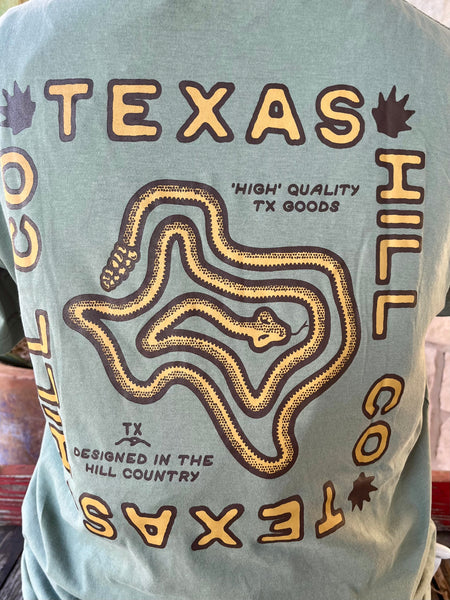 TEXAS
HILL CO
TEXAS
HILL CO
'HIGH' QUALITY
TX GOODS
TX
DESIGNED IN THE
HILL COUNTRY